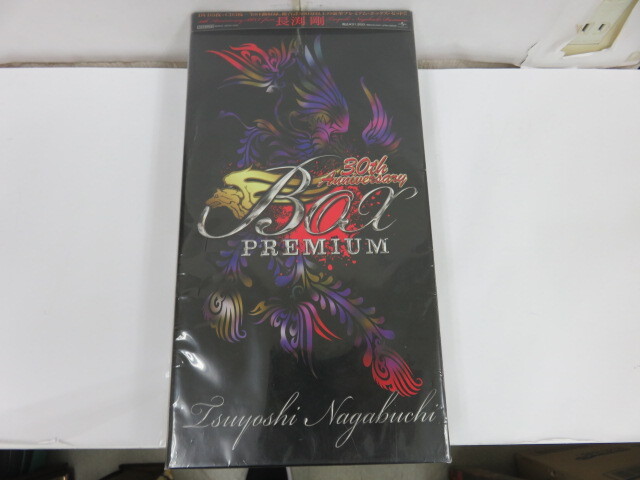 長渕 剛
30th
Anniversary
Box
PREMIUM
Tsuyoshi Nagabuchi